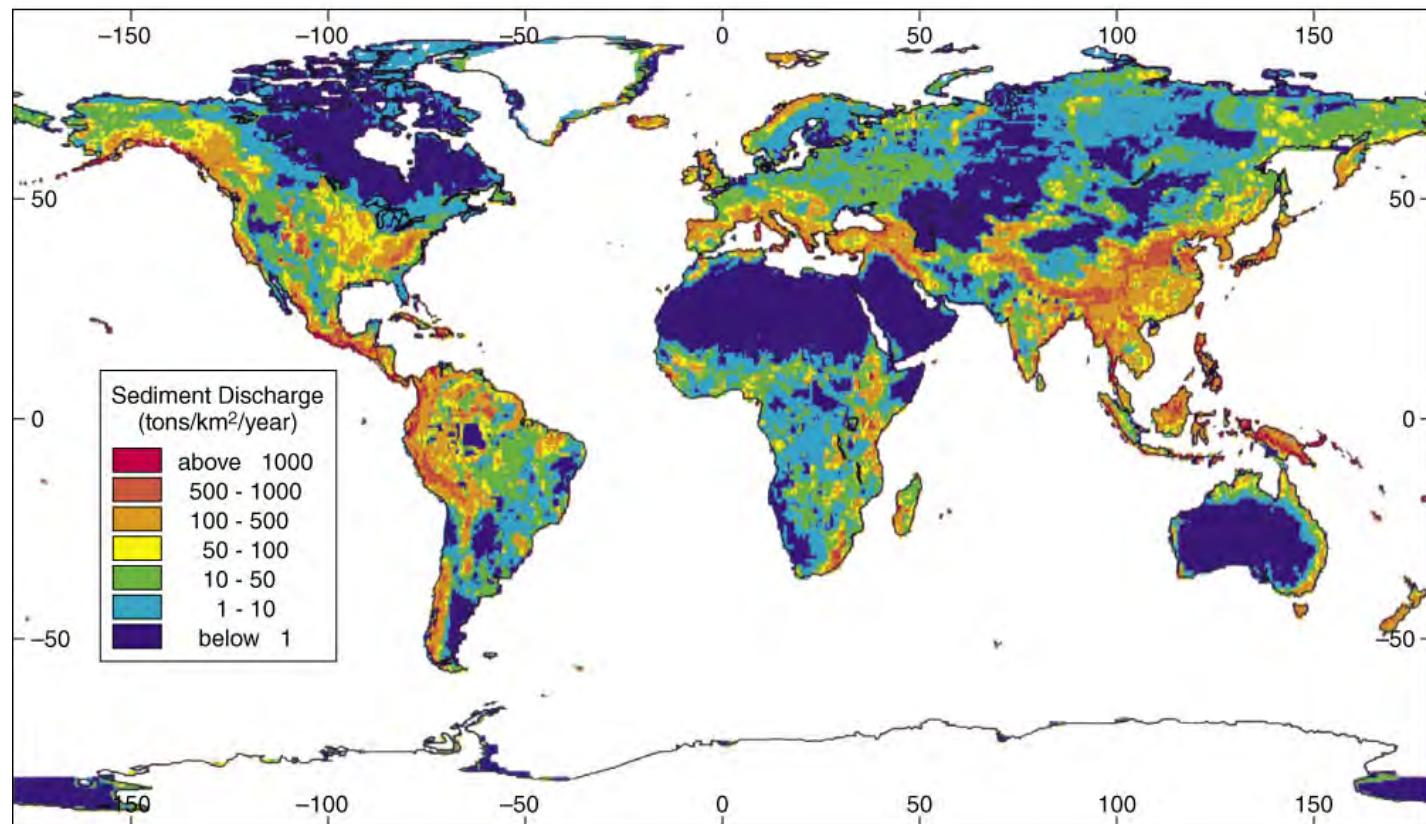 −150 −100 −50 0 50 100 150
50 50
Sediment Discharge
(tons/km²/year)
above 1000
500 - 1000
100 - 500
50 - 100
10 - 50
1 - 10
below 1
0 0
−50 −50
−150 −100 −50 0 50 100 150